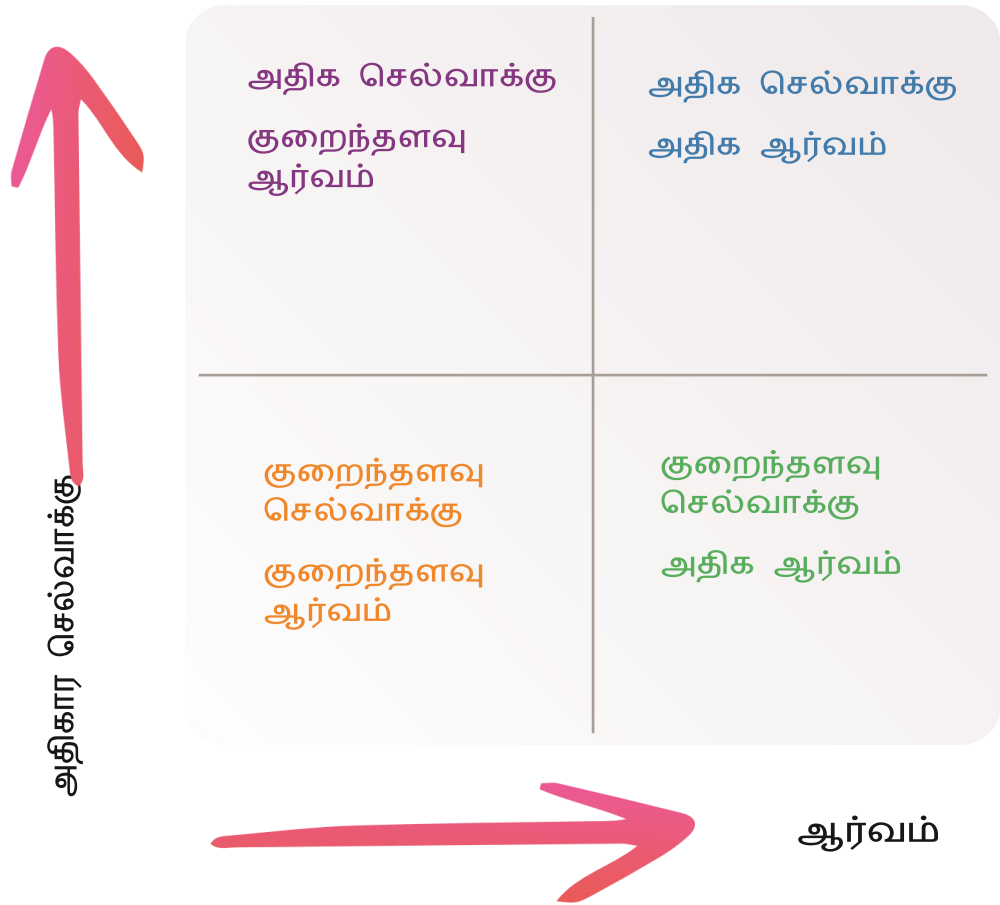 அதிக செல்வாக்கு
குறைந்தளவு
ஆர்வம்
அதிக செல்வாக்கு
அதிக ஆர்வம்
குறைந்தளவு
செல்வாக்கு
குறைந்தளவு
ஆர்வம்
குறைந்தளவு
செல்வாக்கு
அதிக ஆர்வம்
அதிகார செல்வாக்கு
ஆர்வம்